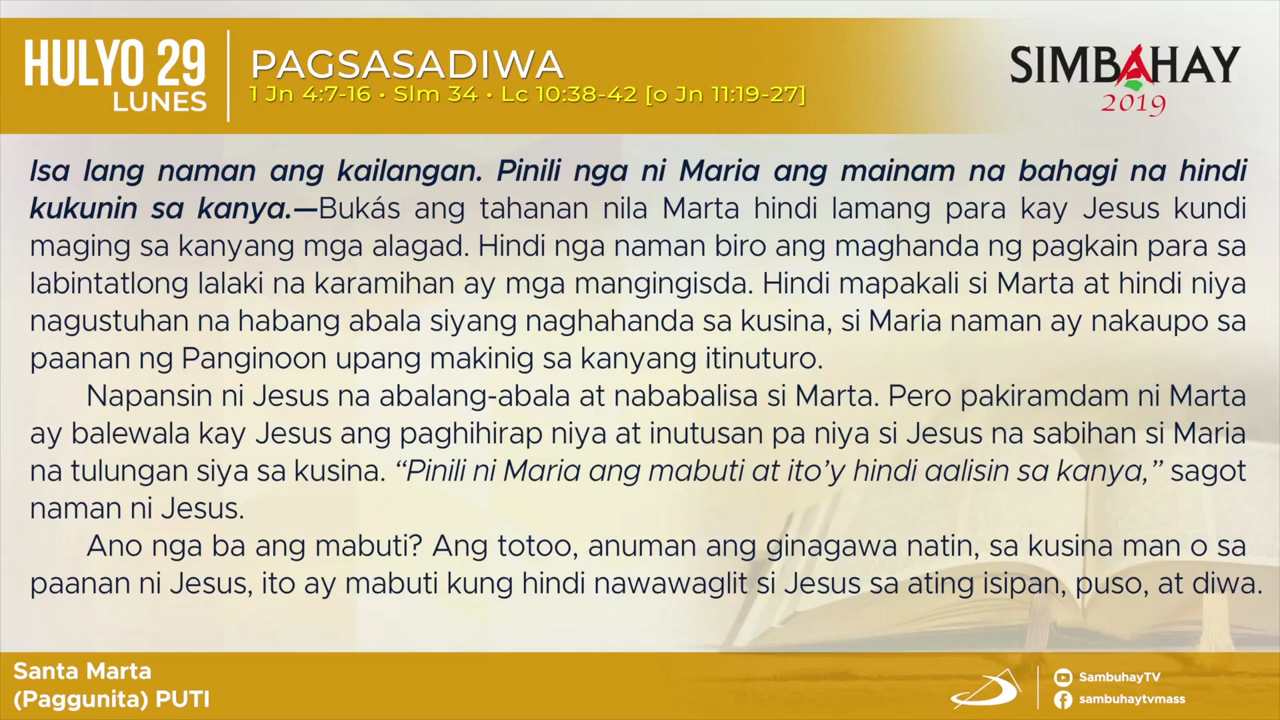 HULYO 29
LUNES
PAGSASADIWA
1 Jn 4:7-16 • Slm 34 • Lc 10:38-42 [o Jn 11:19-27]
SIMBAHAY
2019
Isa lang naman ang kailangan. Pinili nga ni Maria ang mainam na bahagi na hindi
kukunin sa kanya.—Bukás ang tahanan nila Marta hindi lamang para kay Jesus kundi
maging sa kanyang mga alagad. Hindi nga naman biro ang maghanda ng pagkain para sa
labintatlong lalaki na karamihan ay mga mangingisda. Hindi mapakali si Marta at hindi niya
nagustuhan na habang abala siyang naghahanda sa kusina, si Maria naman ay nakaupo sa
paanan ng Panginoon upang makinig sa kanyang itinuturo.
Napansin ni Jesus na abalang-abala at nababalisa si Marta. Pero pakiramdam ni Marta
ay balewala kay Jesus ang paghihirap niya at inutusan pa niya si Jesus na sabihan si Maria
na tulungan siya sa kusina. “Pinili ni Maria ang mabuti at ito’y hindi aalisin sa kanya,” sagot
naman ni Jesus.
Ano nga ba ang mabuti? Ang totoo, anuman ang ginagawa natin, sa kusina man o sa
paanan ni Jesus, ito ay mabuti kung hindi nawawaglit si Jesus sa ating isipan, puso, at diwa.
Santa Marta
(Paggunita) PUTI
SambuhayTV
sambuhaytvmass